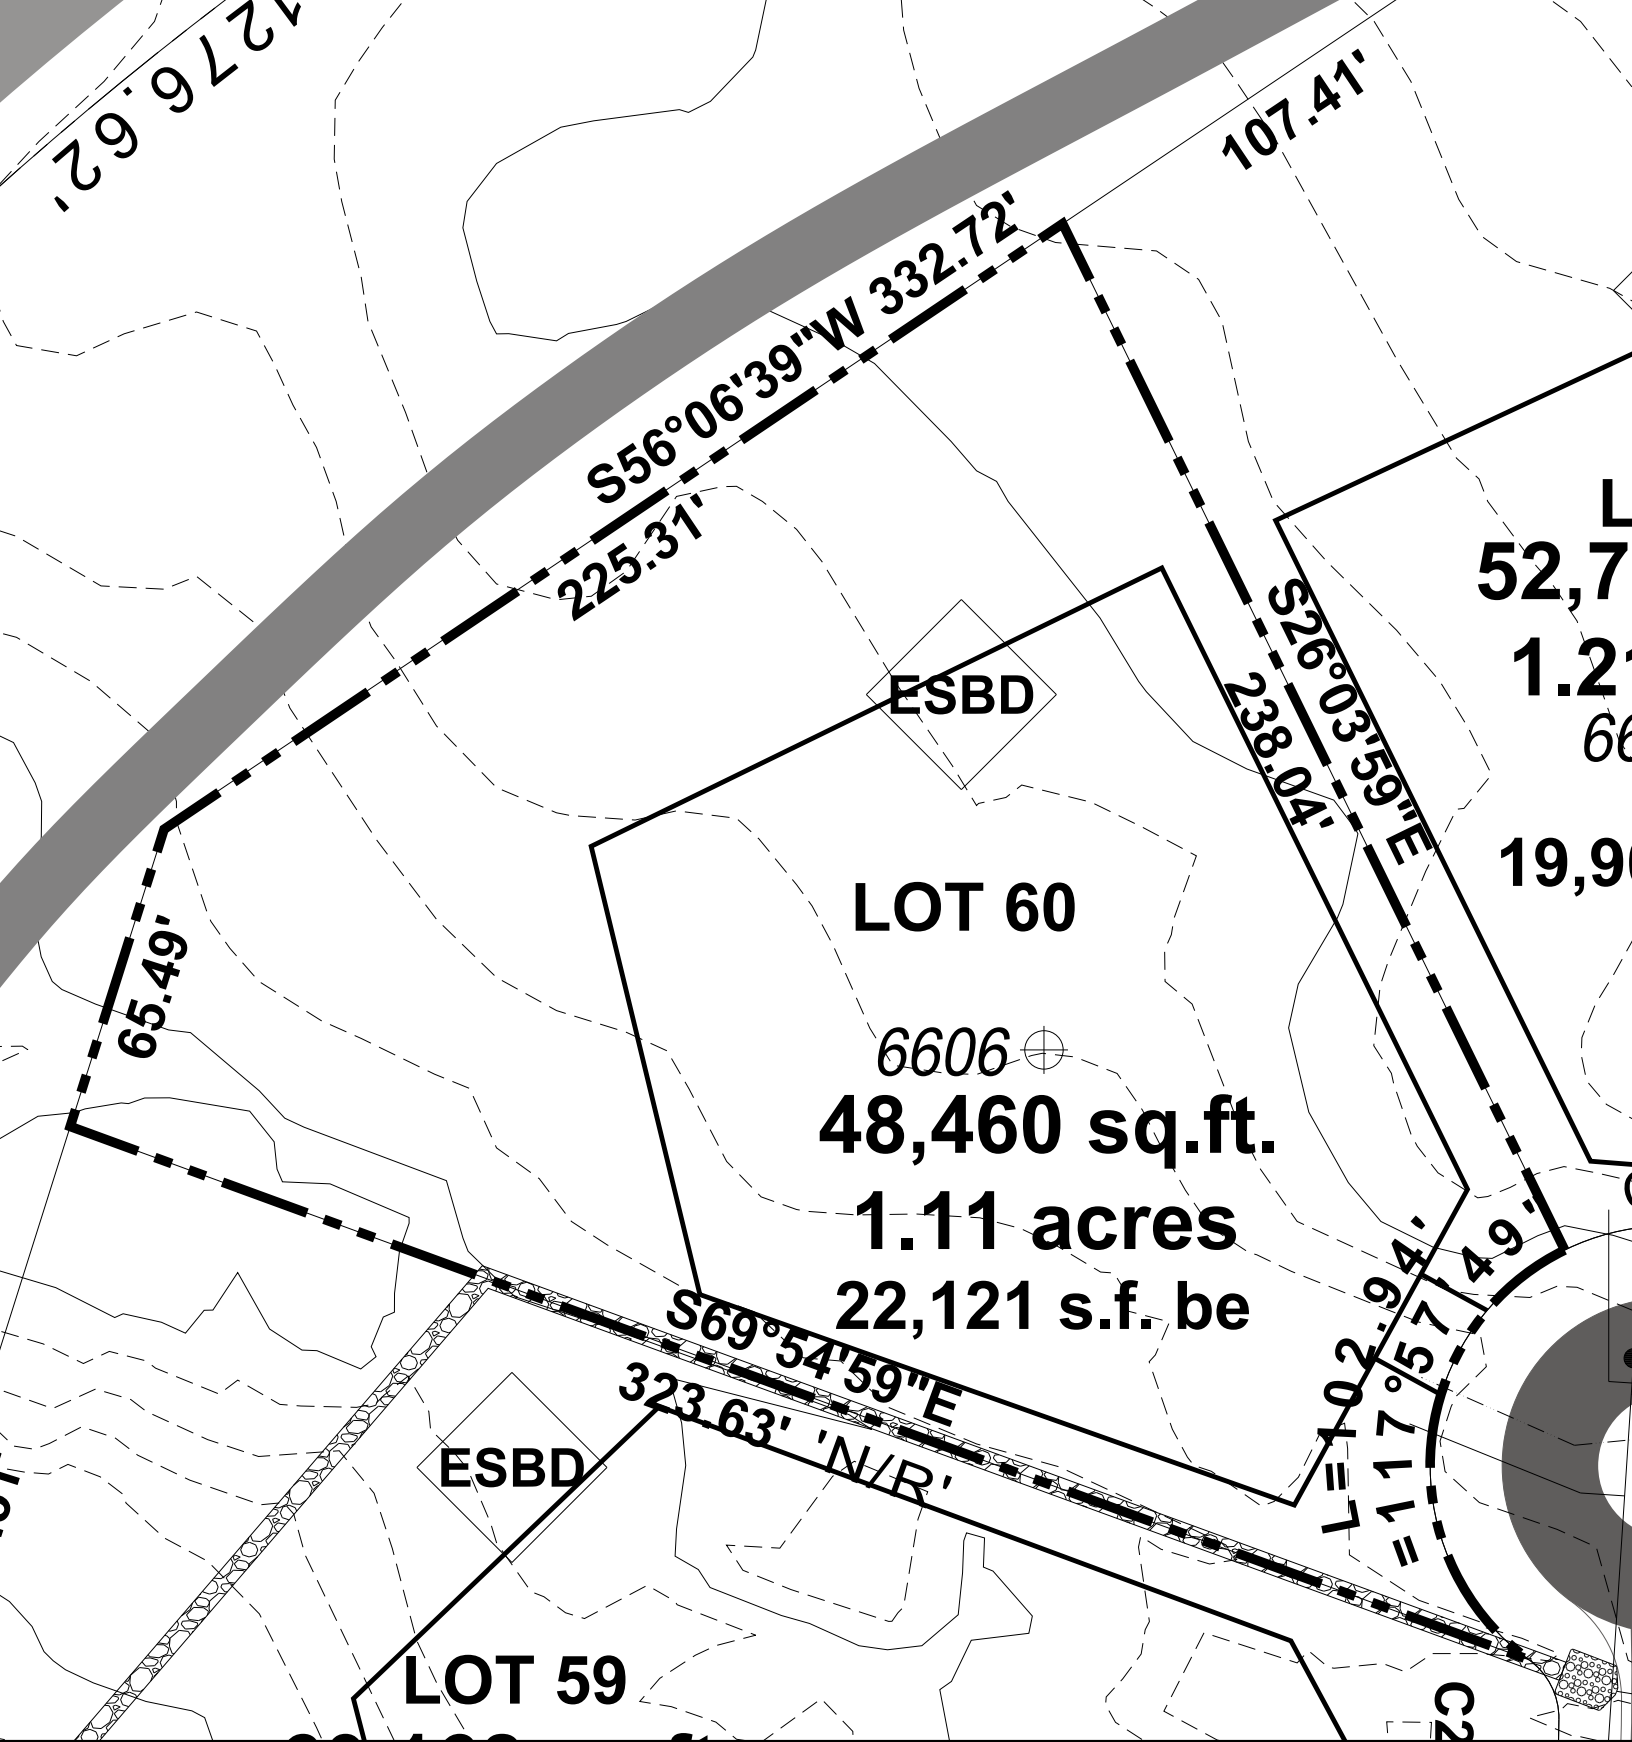 1276.62'
107.41'
S56°06'39"W 332.72'
225.31'
S26°03'59"E
238.04'
52,7
1.21
66
19,90
ESBD
LOT 60
65.49'
6606
48,460 sq.ft.
1.11 acres
22,121 s.f. be
S69°54'59"E
323.63' 'N/R'
L=102.94'
=117°57'49"
ESBD
LOT 59
C2